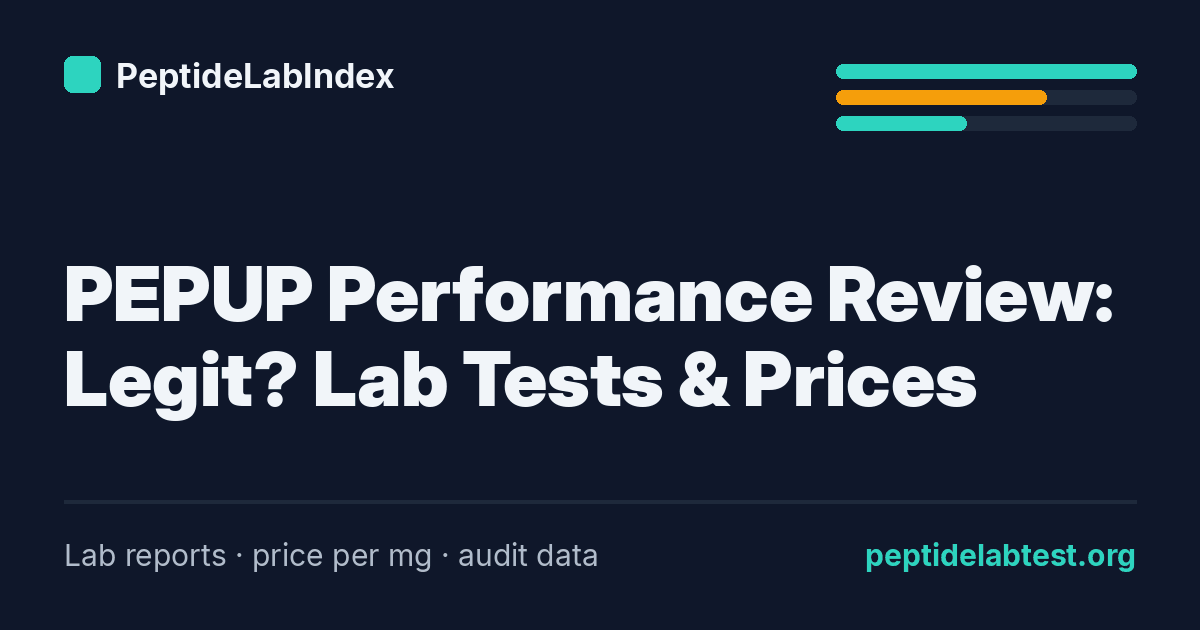 PeptideLabIndex
PEPUP Performance Review:
Legit? Lab Tests & Prices
Lab reports · price per mg · audit data
peptidelabtest.org